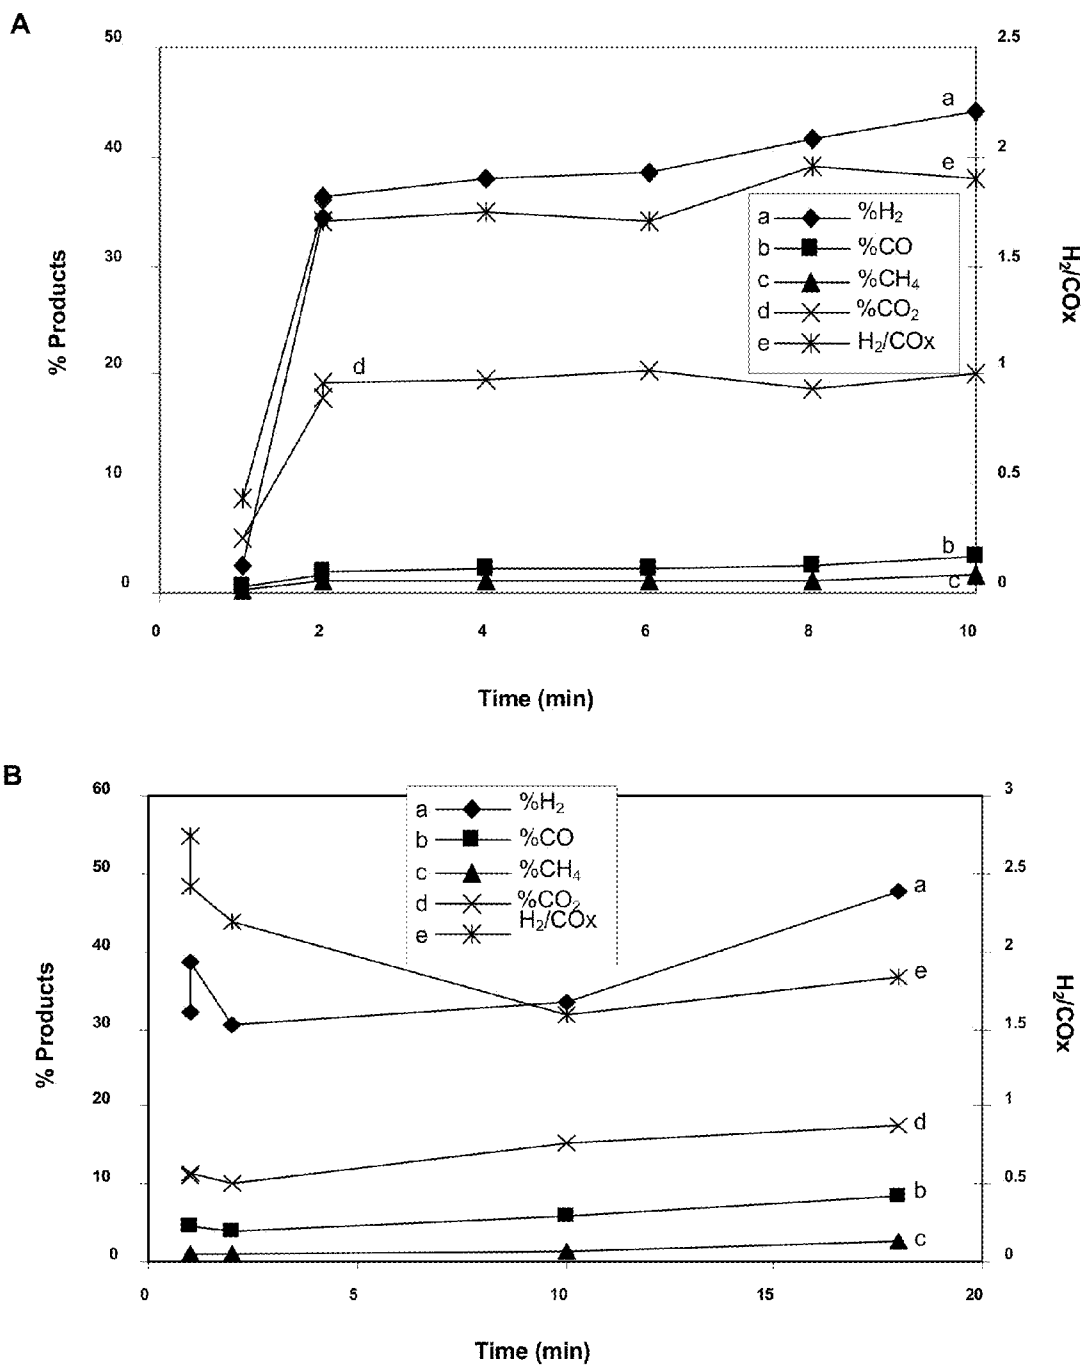 A
50
2.5
a
40
2
e
a %H₂
b %CO
c %CH₄
d %CO₂
e H₂/COx
30
1.5
% Products
H₂/COx
20
d
1
10
0.5
b
c
0
0
0 2 4 6 8 10
Time (min)
B
60
3
a %H₂
b %CO
c %CH₄
d %CO₂
e H₂/COx
50
2.5
a
40
2
e
% Products
H₂/COx
30
1.5
20
1
d
10
0.5
b
c
0
0
0 5 10 15 20
Time (min)